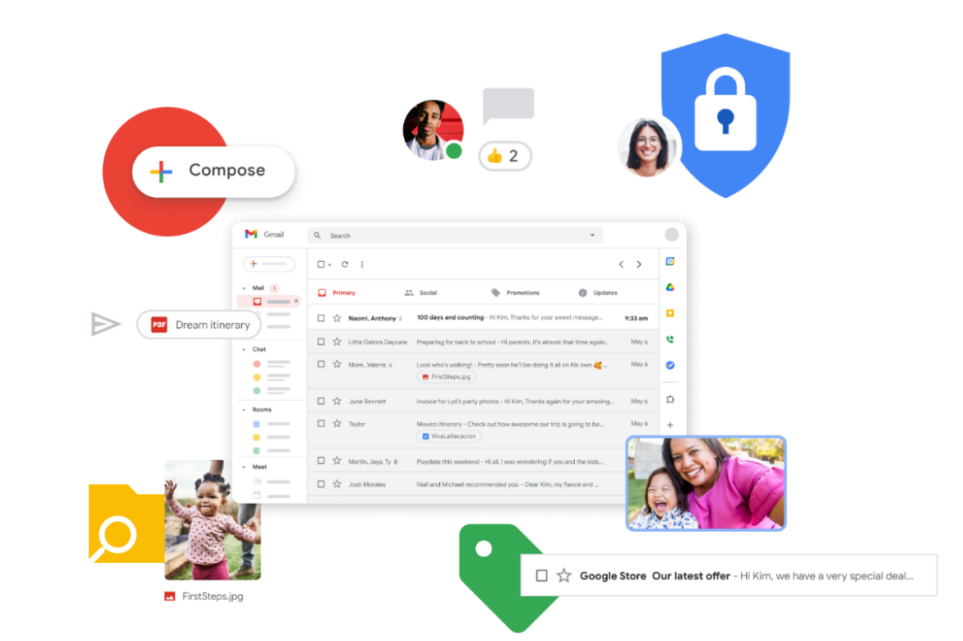 Compose
👍 2
Gmail
Search
Mail 1
Primary
Social
Promotions
Updates
Naomi, Anthony 3 100 days and counting - Hi Kim, Thanks for your sweet message... 9:33 am
PDF Dream itinerary
Little Gators Daycare Preparing for back to school - Hi parents, It's almost that time again... May 6
Chat
Mom...Valerie 6 Look who's walking! - Pretty soon he'll be doing it all on his own 🥰... May 6
FirstSteps.jpg
June Bennett Invoice for Lyd's party photos - Hi Kim, Thanks again for your amazing... May 6
Rooms
Taylor Mexico itinerary - Check out how awesome our trip is going to be... May 6
VivaLaVacacion
Meet
Martin, Jaya, Ty 8 Playdate this weekend - Hi all, I was wondering if you and the kids...
Josh Morales Niall and Michael recommended you - Dear Kim, my fiance and ...
Google Store Our latest offer - Hi Kim, we have a very special deal...
FirstSteps.jpg